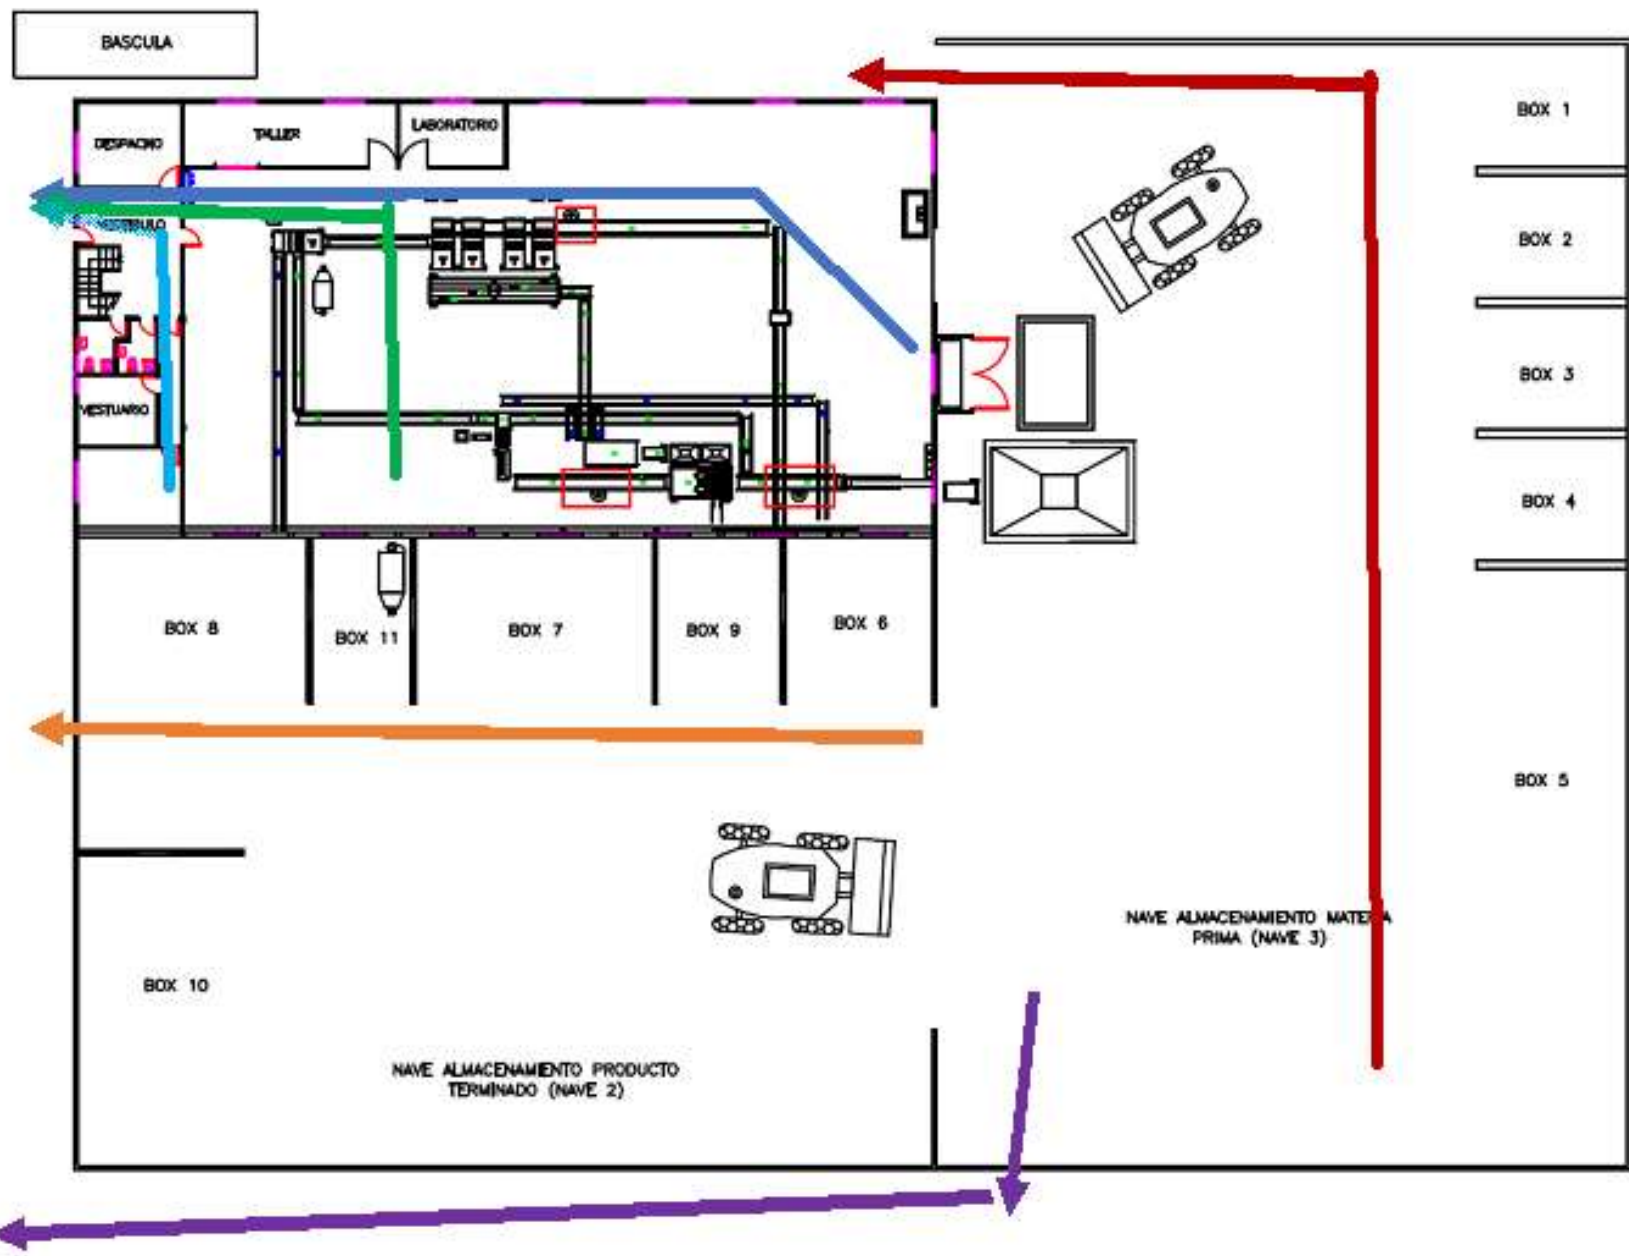 BASCULA
BOX 1
DESPACHO
TALLER
LABORATORIO
BOX 2
BOX 3
VESTUARIO
BOX 4
BOX 8
BOX 11
BOX 7
BOX 9
BOX 6
BOX 5
NAVE ALMACENAMIENTO MATERIA
PRIMA (NAVE 3)
BOX 10
NAVE ALMACENAMIENTO PRODUCTO
TERMINADO (NAVE 2)